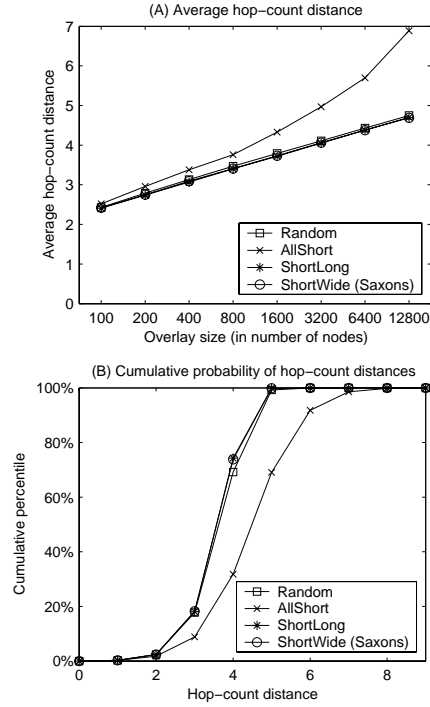 (A) Average hop-count distance
7
6
5
4
3
2
1
0
Average hop-count distance
Random
AllShort
ShortLong
ShortWide (Saxons)
100 200 400 800 1600 3200 6400 12800
Overlay size (in number of nodes)
(B) Cumulative probability of hop-count distances
100%
80%
60%
40%
20%
0%
Cumulative percentile
Random
AllShort
ShortLong
ShortWide (Saxons)
0 2 4 6 8
Hop-count distance